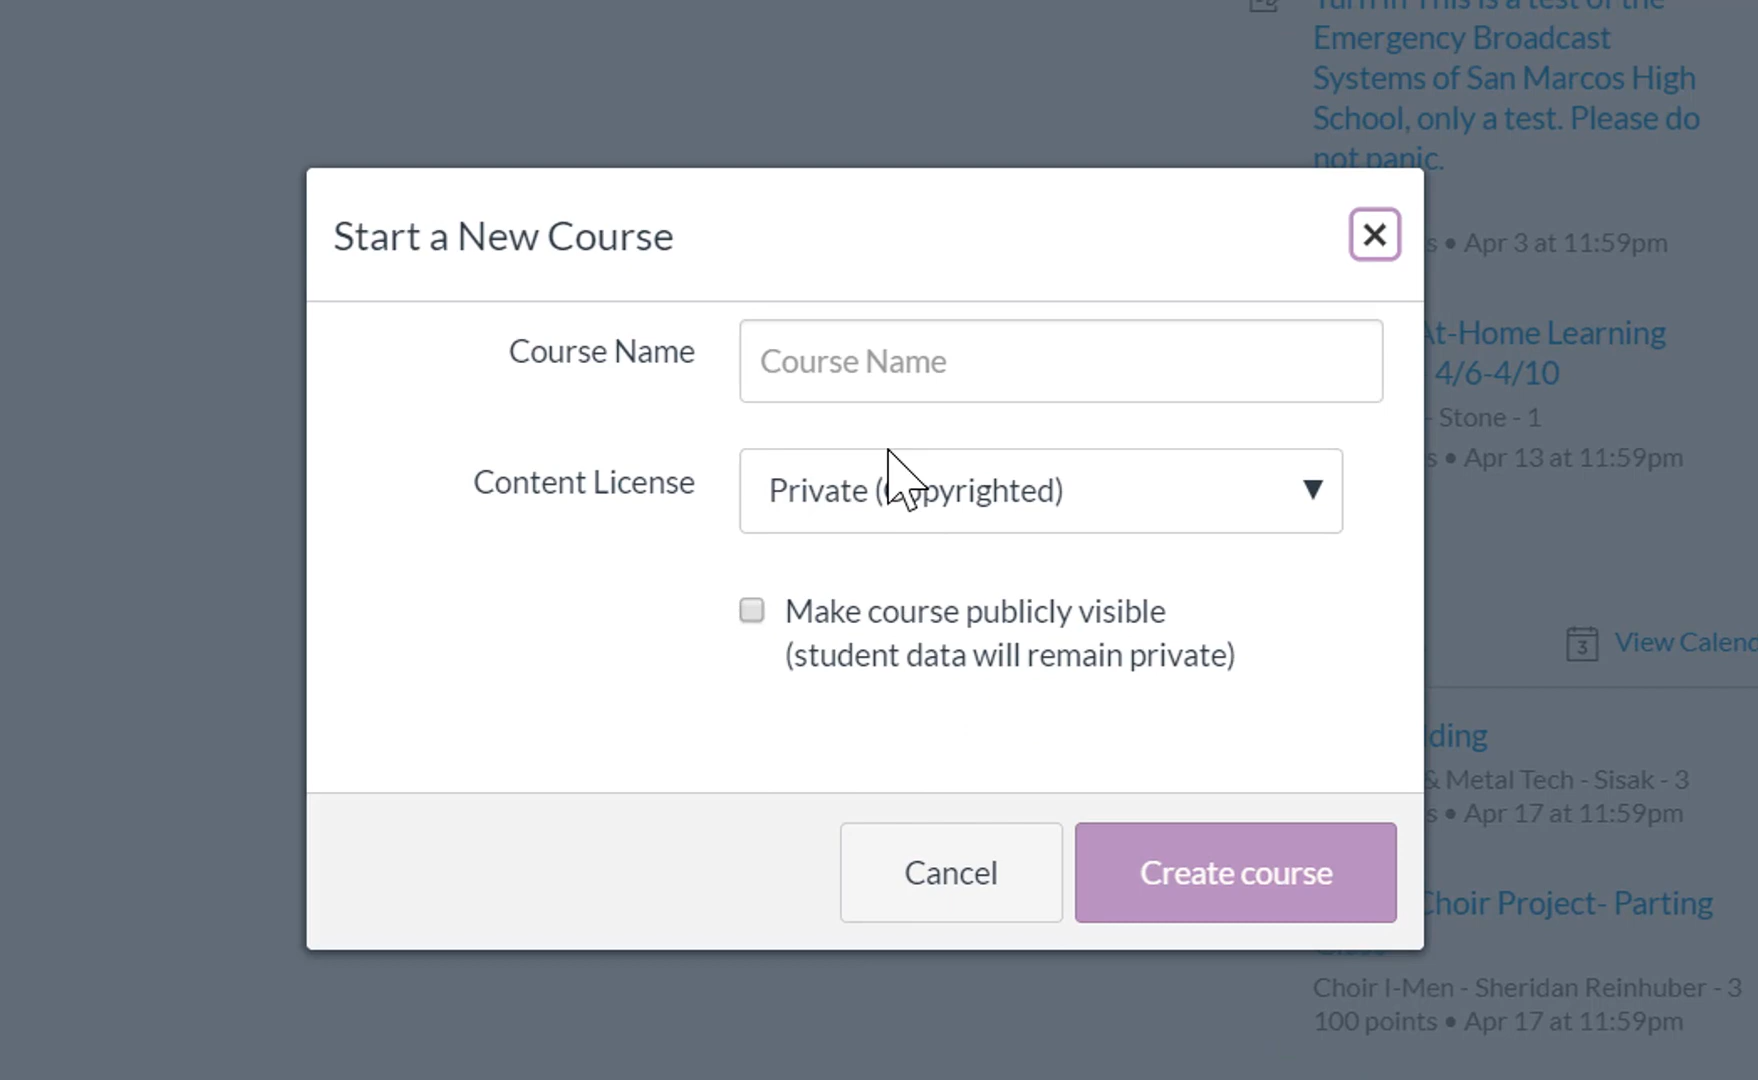 Turn in This is a test of the
Emergency Broadcast
Systems of San Marcos High
School, only a test. Please do
not panic.
Start a New Course
s • Apr 3 at 11:59pm
Course Name
Course Name
At-Home Learning
4/6-4/10
- Stone - 1
s • Apr 13 at 11:59pm
Content License
Private (Copyrighted)
Make course publicly visible
(student data will remain private)
3 View Calend
ding
& Metal Tech - Sisak - 3
s • Apr 17 at 11:59pm
Cancel
Create course
Choir Project- Parting
Choir I-Men - Sheridan Reinhuber - 3
100 points • Apr 17 at 11:59pm